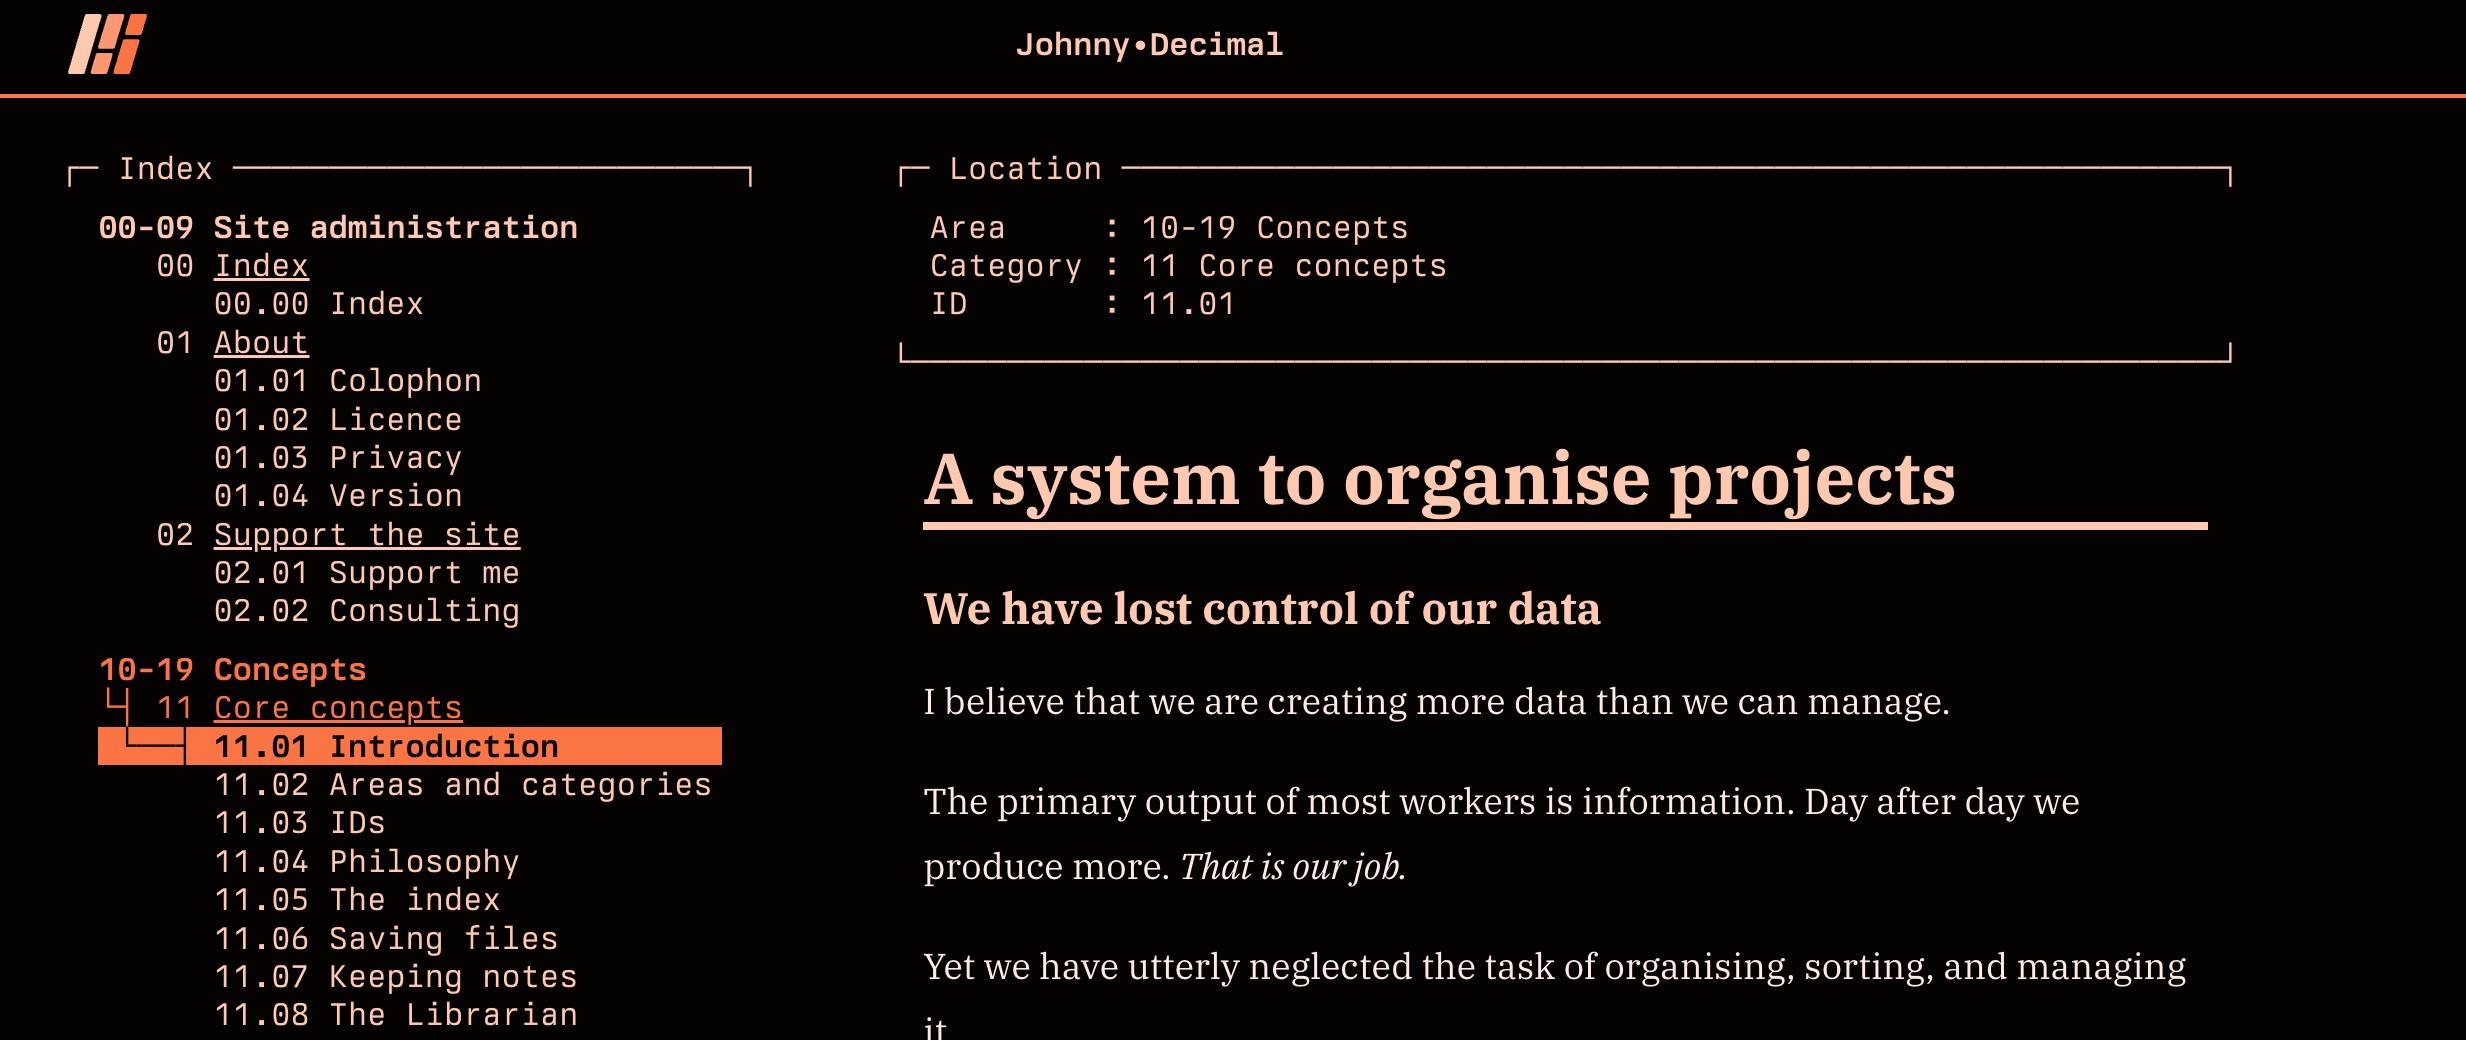 Johnny•Decimal
Index
00-09 Site administration
00 Index
00.00 Index
01 About
01.01 Colophon
01.02 Licence
01.03 Privacy
01.04 Version
02 Support the site
02.01 Support me
02.02 Consulting
10-19 Concepts
11 Core concepts
11.01 Introduction
11.02 Areas and categories
11.03 IDs
11.04 Philosophy
11.05 The index
11.06 Saving files
11.07 Keeping notes
11.08 The Librarian
Location
Area : 10-19 Concepts
Category : 11 Core concepts
ID : 11.01
A system to organise projects
We have lost control of our data
I believe that we are creating more data than we can manage.
The primary output of most workers is information. Day after day we
produce more. That is our job.
Yet we have utterly neglected the task of organising, sorting, and managing
it